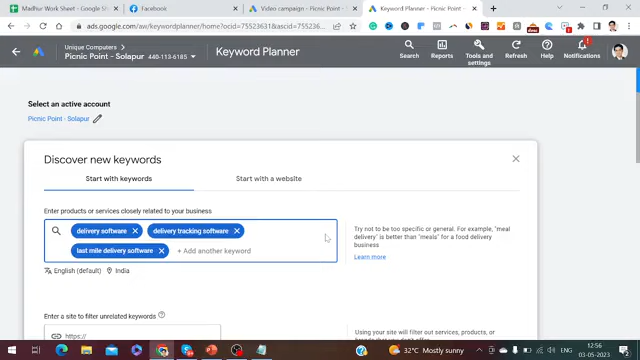 Madhur Work Sheet - Google Sh
Facebook
Video campaign - Picnic Point - S
Keyword Planner - Picnic Point -
ads.google.com/aw/keywordplanner/home?ocid=75523631&ascid=755236
Unique Computers
Picnic Point - Solapur
440-113-6185
Keyword Planner
Search
Reports
Tools and
settings
Refresh
Help
Notifications
Select an active account
Picnic Point - Solapur
Discover new keywords
Start with keywords
Start with a website
Enter products or services closely related to your business
delivery software
delivery tracking software
last mile delivery software
+ Add another keyword
Try not to be too specific or general. For example, "meal
delivery" is better than "meals" for a food delivery
business
Learn more
English (default)
India
Enter a site to filter unrelated keywords
https://
Using your site will filter out services, products, or
32°C Mostly sunny
ENG
12:56
03-05-2023